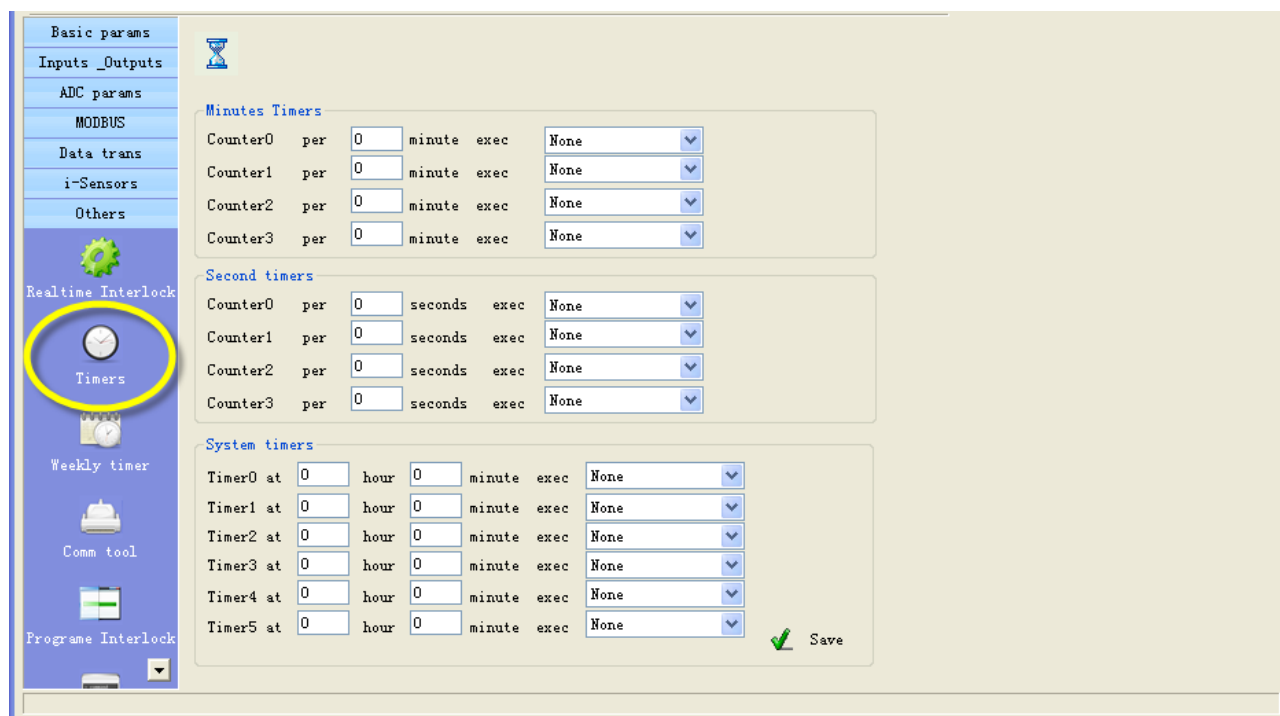 Basic params
Inputs _Outputs
ADC params
MODBUS
Data trans
i-Sensors
Others
Realtime Interlock
Timers
Weekly timer
Comm tool
Programe Interlock
Minutes Timers
Counter0 per 0 minute exec None
Counter1 per 0 minute exec None
Counter2 per 0 minute exec None
Counter3 per 0 minute exec None
Second timers
Counter0 per 0 seconds exec None
Counter1 per 0 seconds exec None
Counter2 per 0 seconds exec None
Counter3 per 0 seconds exec None
System timers
Timer0 at 0 hour 0 minute exec None
Timer1 at 0 hour 0 minute exec None
Timer2 at 0 hour 0 minute exec None
Timer3 at 0 hour 0 minute exec None
Timer4 at 0 hour 0 minute exec None
Timer5 at 0 hour 0 minute exec None
Save